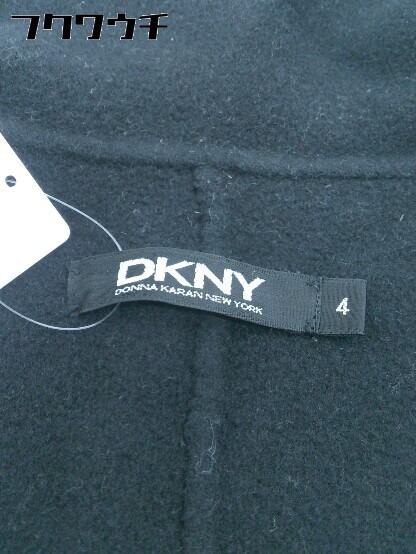 フクワウチ
DKNY
DONNA KARAN NEW YORK
4